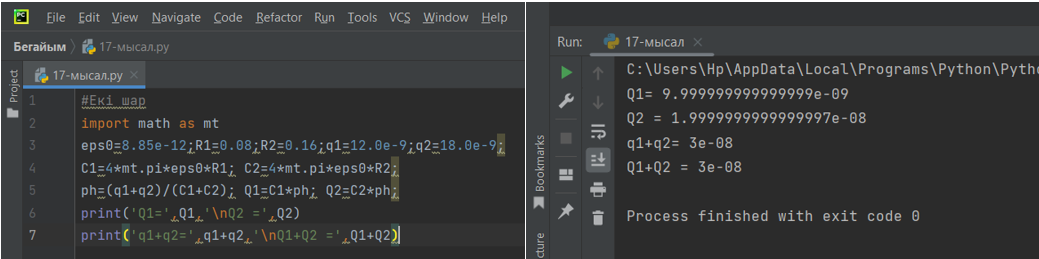 PC
File Edit View Navigate Code Refactor Run Tools VCS Window Help
Бегайым 17-мысал.py
17-мысал.py
Project
1 #Екі шар
2 import math as mt
3 eps0=8.85e-12;R1=0.08;R2=0.16;q1=12.0e-9;q2=18.0e-9;
4 C1=4*mt.pi*eps0*R1; C2=4*mt.pi*eps0*R2;
5 ph=(q1+q2)/(C1+C2); Q1=C1*ph; Q2=C2*ph;
6 print('Q1=',Q1,'\nQ2 =',Q2)
7 print('q1+q2=',q1+q2,'\nQ1+Q2 =',Q1+Q2)
Run: 17-мысал
C:\Users\Hp\AppData\Local\Programs\Python\Pytho
Q1= 9.999999999999999e-09
Q2 = 1.9999999999999997e-08
q1+q2= 3e-08
Q1+Q2 = 3e-08
Process finished with exit code 0
Bookmarks
cture